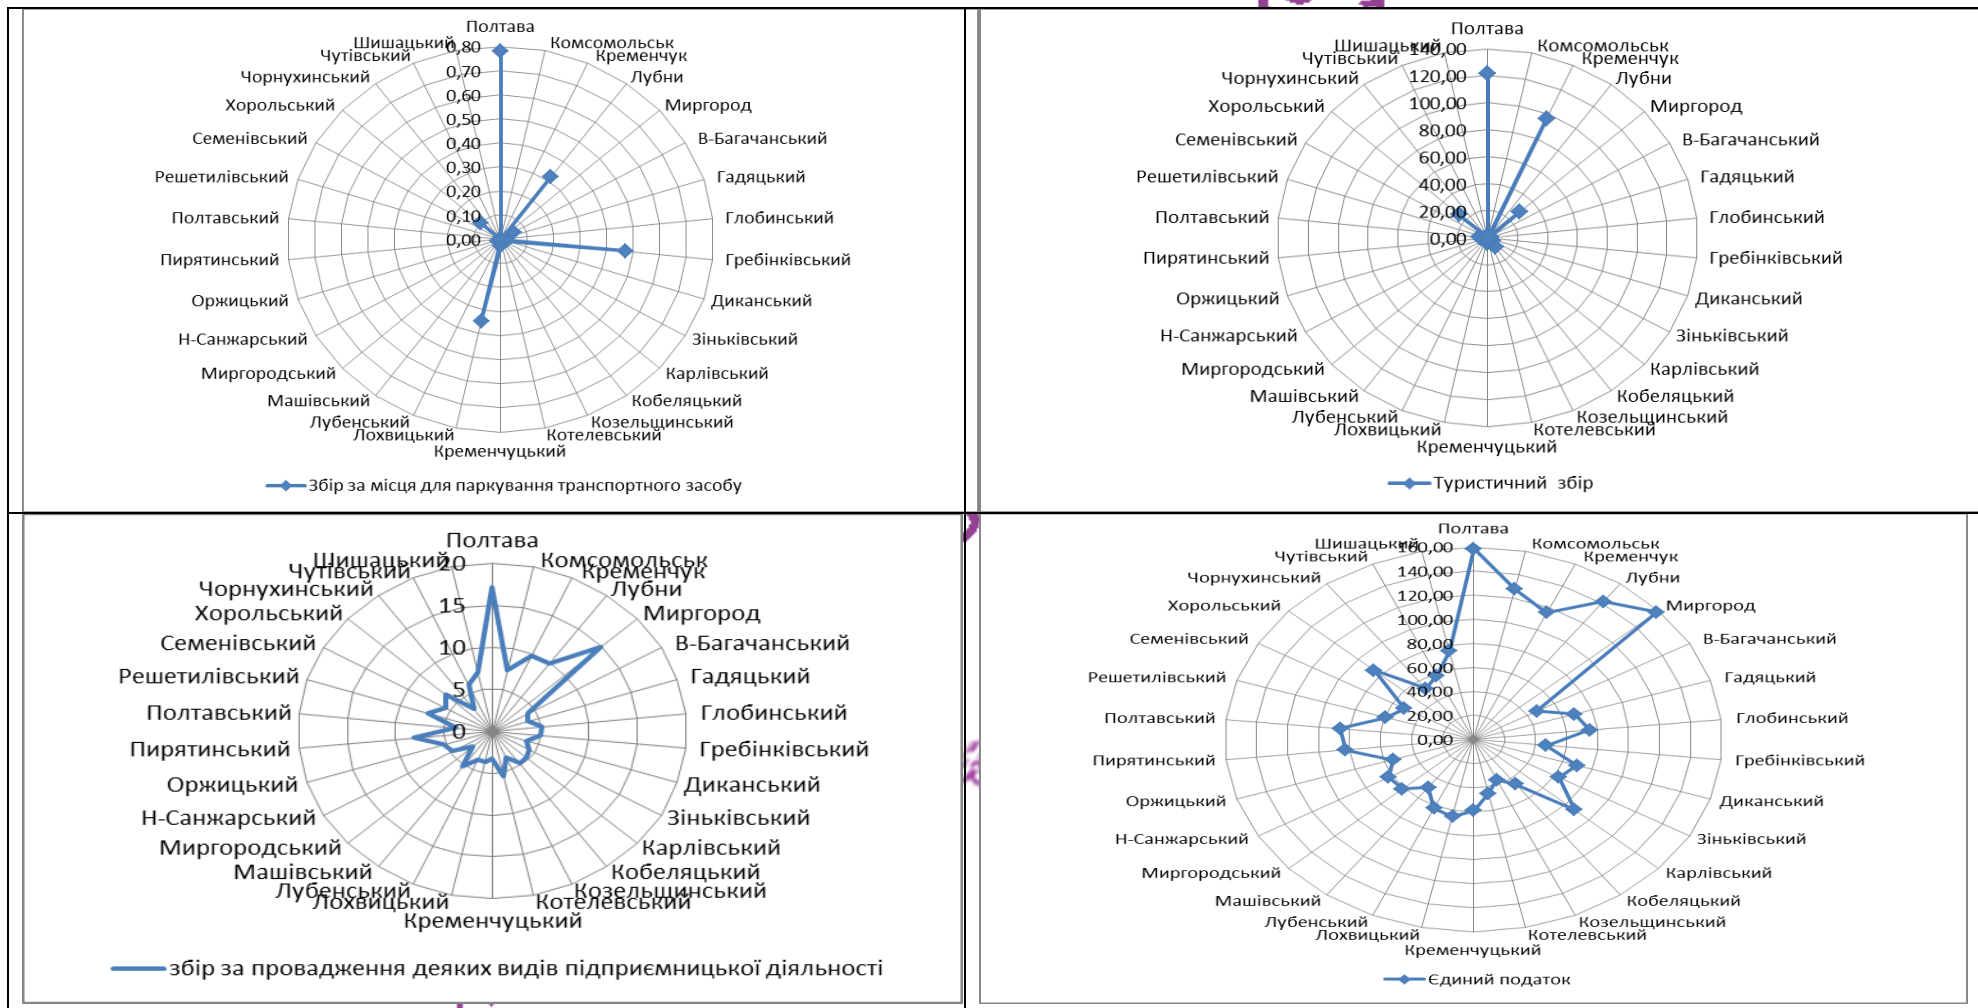 Полтава
Комсомольськ
Кременчук
Лубни
Миргород
В-Багачанський
Гадяцький
Глобинський
Гребінківський
Диканський
Зіньківський
Карлівський
Кобеляцький
Козельщинський
Котелевський
Кременчуцький
Лохвицький
Лубенський
Машівський
Миргородський
Н-Санжарський
Оржицький
Пирятинський
Полтавський
Решетилівський
Семенівський
Хорольський
Чорнухинський
Чутівський
Шишацький
0,80
0,70
0,60
0,50
0,40
0,30
0,20
0,10
0,00
Збір за місця для паркування транспортного засобу
Полтава
Комсомольськ
Кременчук
Лубни
Миргород
В-Багачанський
Гадяцький
Глобинський
Гребінківський
Диканський
Зіньківський
Карлівський
Кобеляцький
Козельщинський
Котелевський
Кременчуцький
Лохвицький
Лубенський
Машівський
Миргородський
Н-Санжарський
Оржицький
Пирятинський
Полтавський
Решетилівський
Семенівський
Хорольський
Чорнухинський
Чутівський
Шишацький
140,00
120,00
100,00
80,00
60,00
40,00
20,00
0,00
Туристичний збір
Полтава
Комсомольськ
Кременчук
Лубни
Миргород
В-Багачанський
Гадяцький
Глобинський
Гребінківський
Диканський
Зіньківський
Карлівський
Кобеляцький
Козельщинський
Котелевський
Кременчуцький
Лохвицький
Лубенський
Машівський
Миргородський
Н-Санжарський
Оржицький
Пирятинський
Полтавський
Решетилівський
Семенівський
Хорольський
Чорнухинський
Чутівський
Шишацький
20
15
10
5
0
збір за провадження деяких видів підприємницької діяльності
Полтава
Комсомольськ
Кременчук
Лубни
Миргород
В-Багачанський
Гадяцький
Глобинський
Гребінківський
Диканський
Зіньківський
Карлівський
Кобеляцький
Козельщинський
Котелевський
Кременчуцький
Лохвицький
Лубенський
Машівський
Миргородський
Н-Санжарський
Оржицький
Пирятинський
Полтавський
Решетилівський
Семенівський
Хорольський
Чорнухинський
Чутівський
Шишацький
160,00
140,00
120,00
100,00
80,00
60,00
40,00
20,00
0,00
Єдиний податок